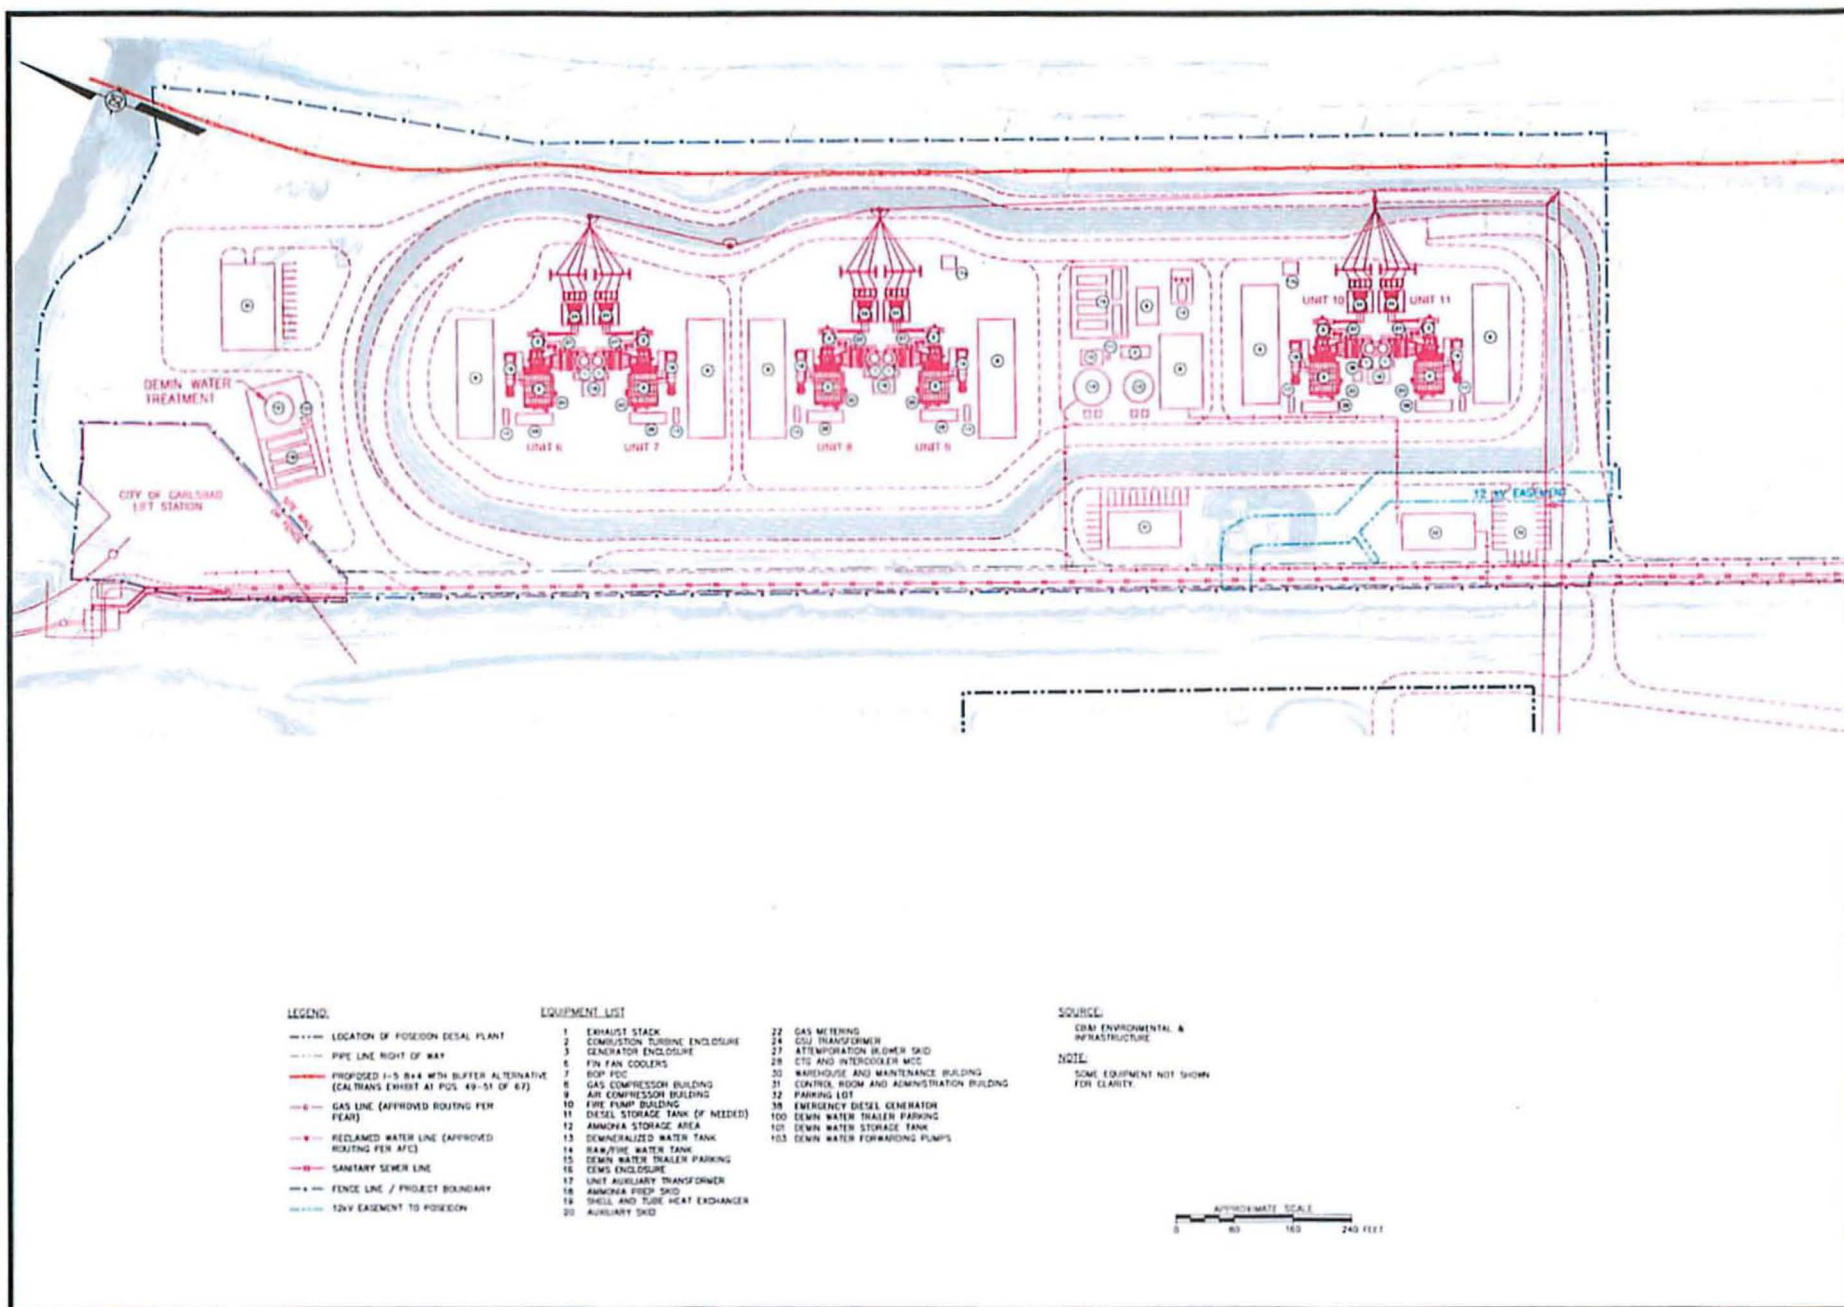 UNIT 10
UNIT 11
DEMIN WATER
TREATMENT
UNIT 6
UNIT 7
UNIT 8
UNIT 9
CITY OF CARLSBAD
LIFT STATION
12 kV EASEMENT
LEGEND:
LOCATION OF POSEIDON DESAL PLANT
PIPE LINE RIGHT OF WAY
PROPOSED I-5 8+4 WITH BUFFER ALTERNATIVE
(CALTRANS EXHIBIT AT PGS. 49-51 OF 67)
GAS LINE (APPROVED ROUTING PER
PEAR)
RECLAIMED WATER LINE (APPROVED
ROUTING PER AFC)
SANITARY SEWER LINE
FENCE LINE / PROJECT BOUNDARY
12kV EASEMENT TO POSEIDON
EQUIPMENT LIST
1 EXHAUST STACK
2 COMBUSTION TURBINE ENCLOSURE
3 GENERATOR ENCLOSURE
6 FIN FAN COOLERS
7 BOP PDC
8 GAS COMPRESSOR BUILDING
9 AIR COMPRESSOR BUILDING
10 FIRE PUMP BUILDING
11 DIESEL STORAGE TANK (IF NEEDED)
12 AMMONIA STORAGE AREA
13 DEMINERALIZED WATER TANK
14 RAW/FIRE WATER TANK
15 DEMIN WATER TRAILER PARKING
16 CEMS ENCLOSURE
17 UNIT AUXILIARY TRANSFORMER
18 AMMONIA PREP SKID
19 SHELL AND TUBE HEAT EXCHANGER
20 AUXILIARY SKID
22 GAS METERING
24 GSU TRANSFORMER
27 ATTEMPORATION BLOWER SKID
28 CTG AND INTERCOOLER MCC
30 WAREHOUSE AND MAINTENANCE BUILDING
31 CONTROL ROOM AND ADMINISTRATION BUILDING
32 PARKING LOT
38 EMERGENCY DIESEL GENERATOR
100 DEMIN WATER TRAILER PARKING
101 DEMIN WATER STORAGE TANK
103 DEMIN WATER FORWARDING PUMPS
SOURCE:
CB&I ENVIRONMENTAL &
INFRASTRUCTURE
NOTE:
SOME EQUIPMENT NOT SHOWN
FOR CLARITY.
APPROXIMATE SCALE
0 80 160 240 FEET